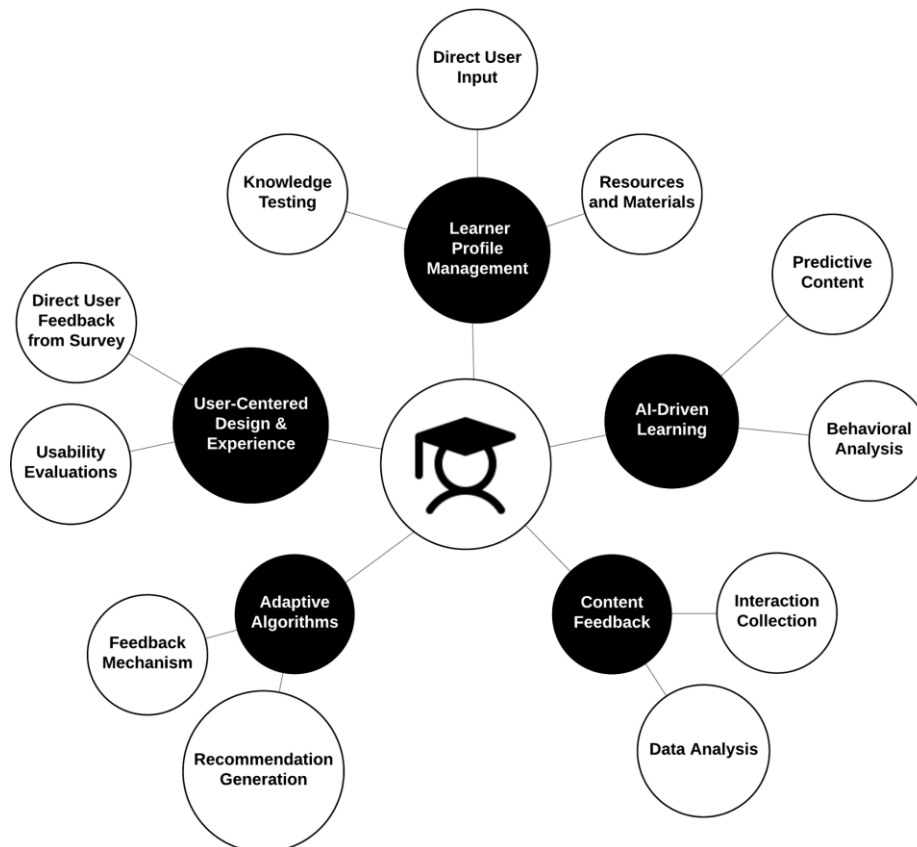 Direct User
Input
Knowledge
Testing
Resources
and Materials
Learner
Profile
Management
Predictive
Content
Direct User
Feedback
from Survey
User-Centered
Design &
Experience
AI-Driven
Learning
Usability
Evaluations
Behavioral
Analysis
Adaptive
Algorithms
Content
Feedback
Interaction
Collection
Feedback
Mechanism
Recommendation
Generation
Data Analysis